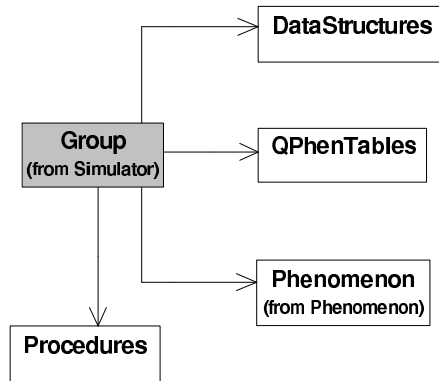 DataStructures
Group
(from Simulator)
QPhenTables
Phenomenon
(from Phenomenon)
Procedures